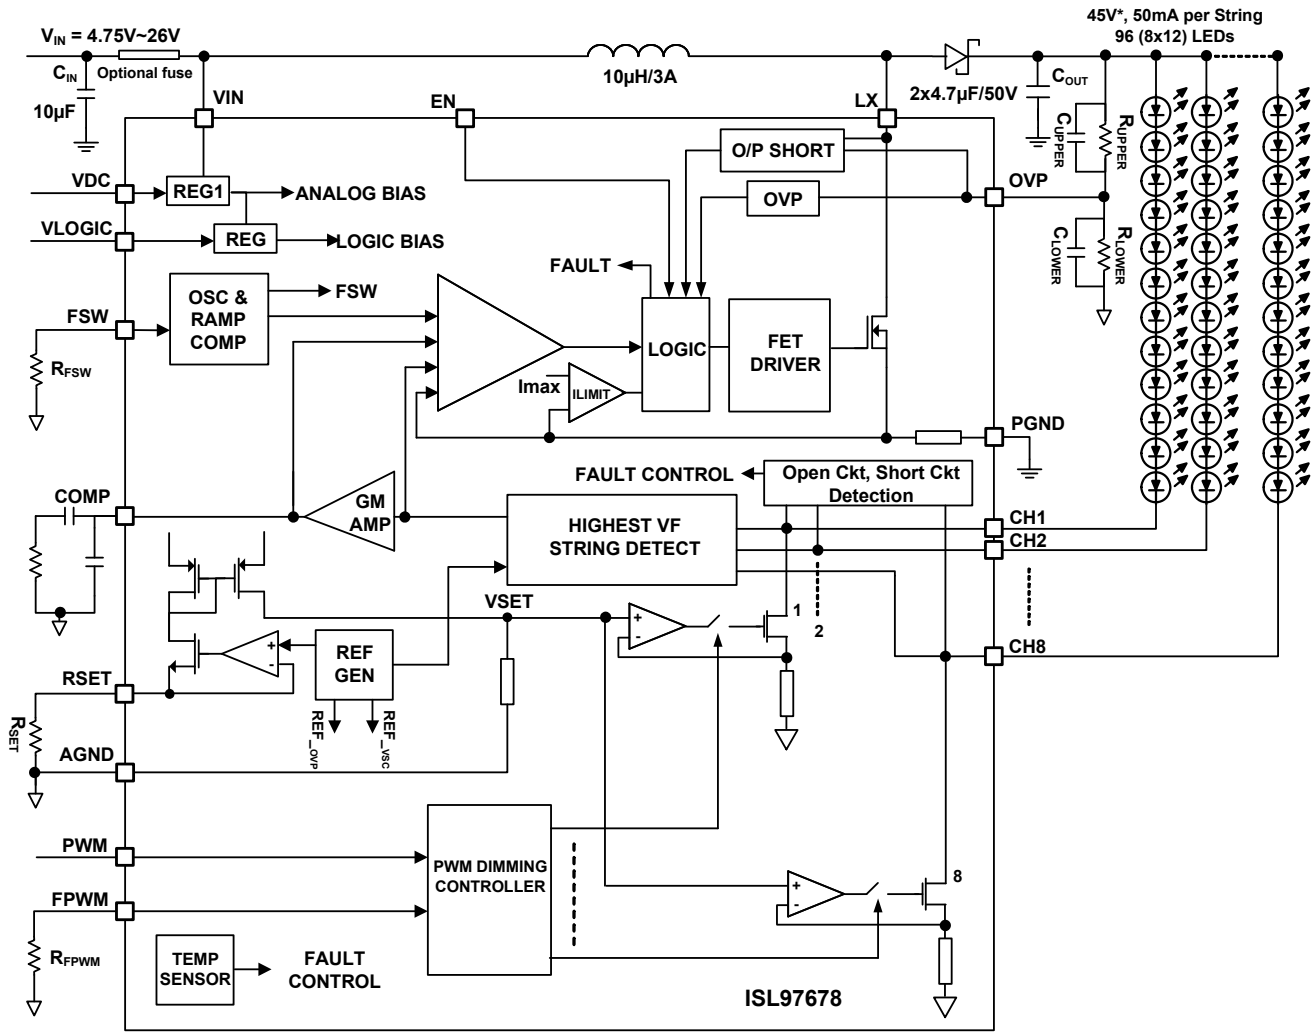 45V*, 50mA per String
96 (8x12) LEDs
VIN = 4.75V~26V
Optional fuse
CIN
10µF
10µH/3A
2x4.7µF/50V
COUT
VIN
EN
LX
CUPPER
RUPPER
O/P SHORT
OVP
OVP
VDC
REG1
ANALOG BIAS
VLOGIC
REG
LOGIC BIAS
CLOWER
RLOWER
FAULT
OSC &
RAMP
COMP
FSW
FSW
RFSW
LOGIC
FET
DRIVER
Imax
ILIMIT
PGND
FAULT CONTROL
Open Ckt, Short Ckt
Detection
COMP
GM
AMP
HIGHEST VF
STRING DETECT
CH1
CH2
VSET
+
-
1
2
+
-
REF
GEN
CH8
RSET
RSET
REF_OVP
REF_VSC
AGND
PWM
PWM DIMMING
CONTROLLER
+
-
8
FPWM
RFPWM
TEMP
SENSOR
FAULT
CONTROL
ISL97678